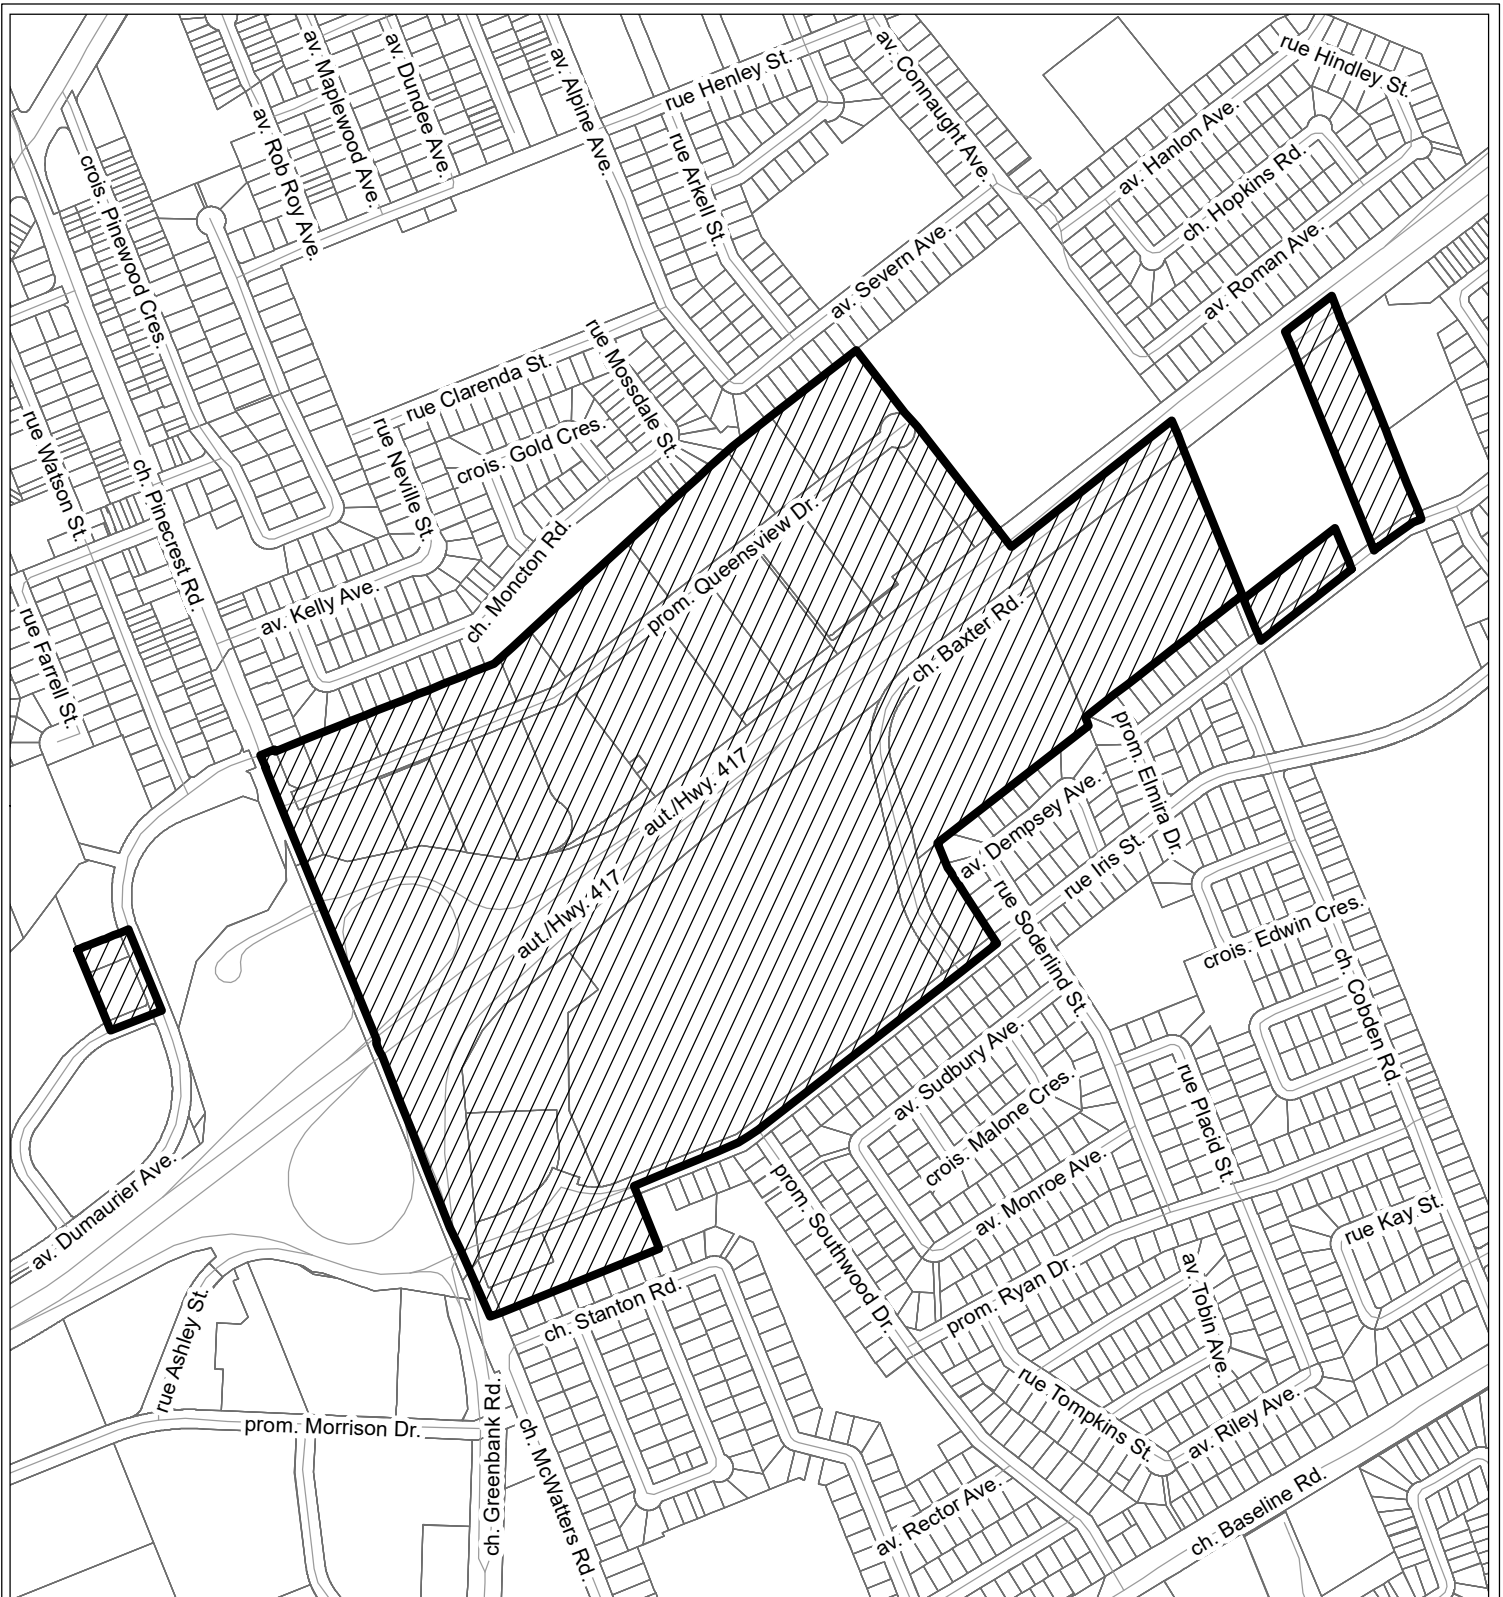 av. Maplewood Ave.
av. Dundee Ave.
av. Alpine Ave.
rue Henley St.
av. Connaught Ave.
rue Hindley St.
av. Rob Roy Ave.
crois. Pinewood Cres.
rue Arkell St.
av. Hanlon Ave.
ch. Hopkins Rd.
av. Severn Ave.
av. Roman Ave.
rue Mossdale St.
rue Clarenda St.
rue Watson St.
ch. Pinecrest Rd.
rue Neville St.
crois. Gold Cres.
prom. Queensview Dr.
ch. Moncton Rd.
av. Kelly Ave.
rue Farrell St.
ch. Baxter Rd.
prom. Elmira Dr.
aut./Hwy. 417
av. Dempsey Ave.
rue Iris St.
aut./Hwy. 417
rue Soderlind St.
crois. Edwin Cres.
ch. Cobden Rd.
av. Sudbury Ave.
crois. Malone Cres.
rue Placid St.
av. Dumaurier Ave.
av. Monroe Ave.
prom. Southwood Dr.
rue Kay St.
prom. Ryan Dr.
av. Tobin Ave.
rue Ashley St.
ch. Stanton Rd.
rue Tompkins St.
av. Riley Ave.
prom. Morrison Dr.
ch. Greenbank Rd.
ch. McWatters Rd.
av. Rector Ave.
ch. Baseline Rd.